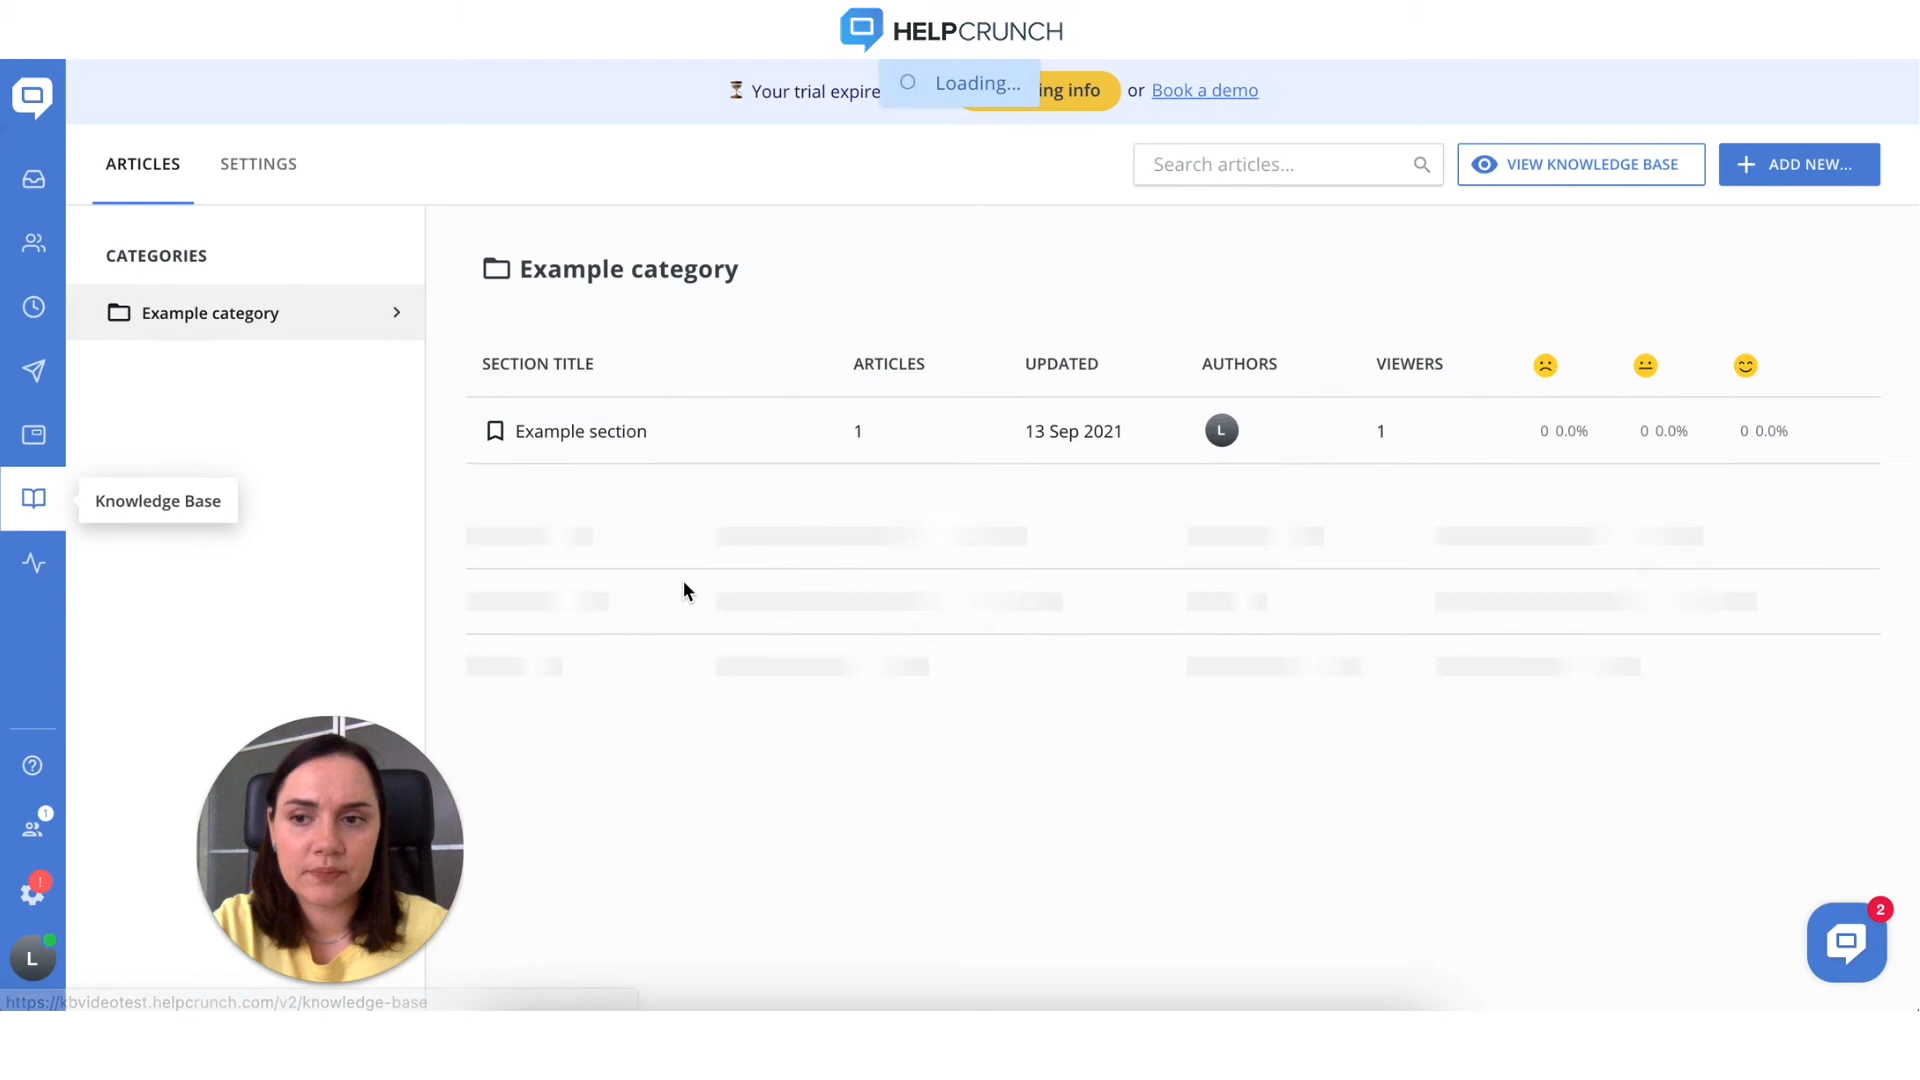 HELPCRUNCH
⏳ Your trial expire
Loading...
ng info
or Book a demo
ARTICLES
SETTINGS
Search articles...
VIEW KNOWLEDGE BASE
+ ADD NEW...
CATEGORIES
Example category
Example category
SECTION TITLE ARTICLES UPDATED AUTHORS VIEWERS
Example section 1 13 Sep 2021 L 1 0 0.0% 0 0.0% 0 0.0%
Knowledge Base
1
!
L
2
https://kbvideotest.helpcrunch.com/v2/knowledge-base